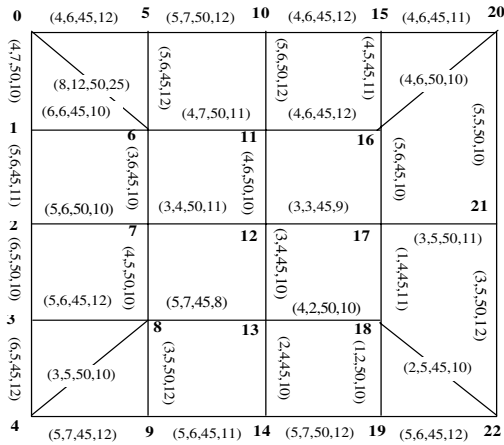 0 (4,6,45,12) 5 (5,7,50,12) 10 (4,6,45,12) 15 (4,6,45,11) 20
(4,7,50,10)
(8,12,50,25)
(5,6,45,12)
(5,6,50,12)
(4,5,45,11)
(4,6,50,10)
(5,5,50,10)
(6,6,45,10) (4,7,50,11) (4,6,45,12)
1 6 11 16
(5,6,45,11)
(3,6,45,10)
(4,6,50,10)
(5,6,45,10)
(5,6,50,10) (3,4,50,11) (3,3,45,9) 21
2 7 12 17 (3,5,50,11)
(6,5,50,10)
(4,5,50,10)
(3,4,45,10)
(1,4,45,11)
(3,5,50,12)
(5,6,45,12) (5,7,45,8) (4,2,50,10)
3 8 13 18
(6,5,45,12)
(3,5,50,10)
(3,5,50,12)
(2,4,45,10)
(1,2,50,10)
(2,5,45,10)
4 9 14 19 22
(5,7,45,12) (5,6,45,11) (5,7,50,12) (5,6,45,12)